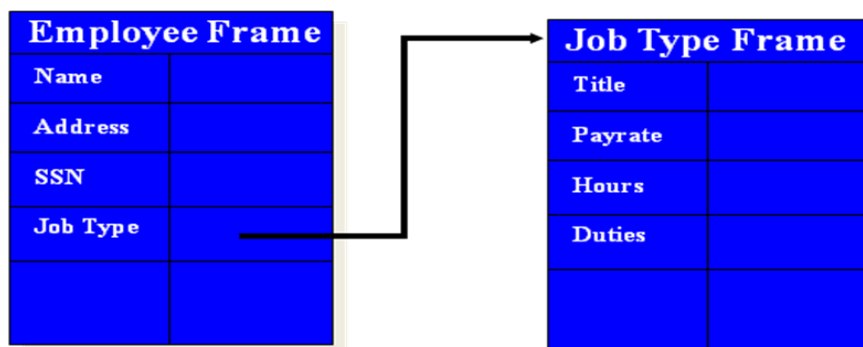 Employee Frame
Name
Address
SSN
Job Type
Job Type Frame
Title
Payrate
Hours
Duties